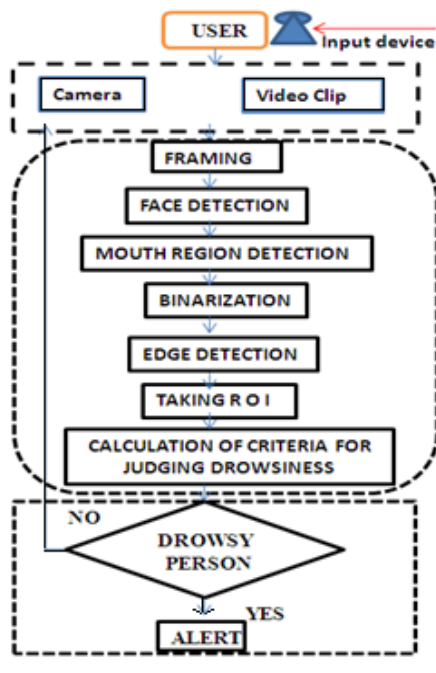 USER
Input device
Camera
Video Clip
FRAMING
FACE DETECTION
MOUTH REGION DETECTION
BINARIZATION
EDGE DETECTION
TAKING R O I
CALCULATION OF CRITERIA FOR
JUDGING DROWSINESS
NO
DROWSY
PERSON
YES
ALERT